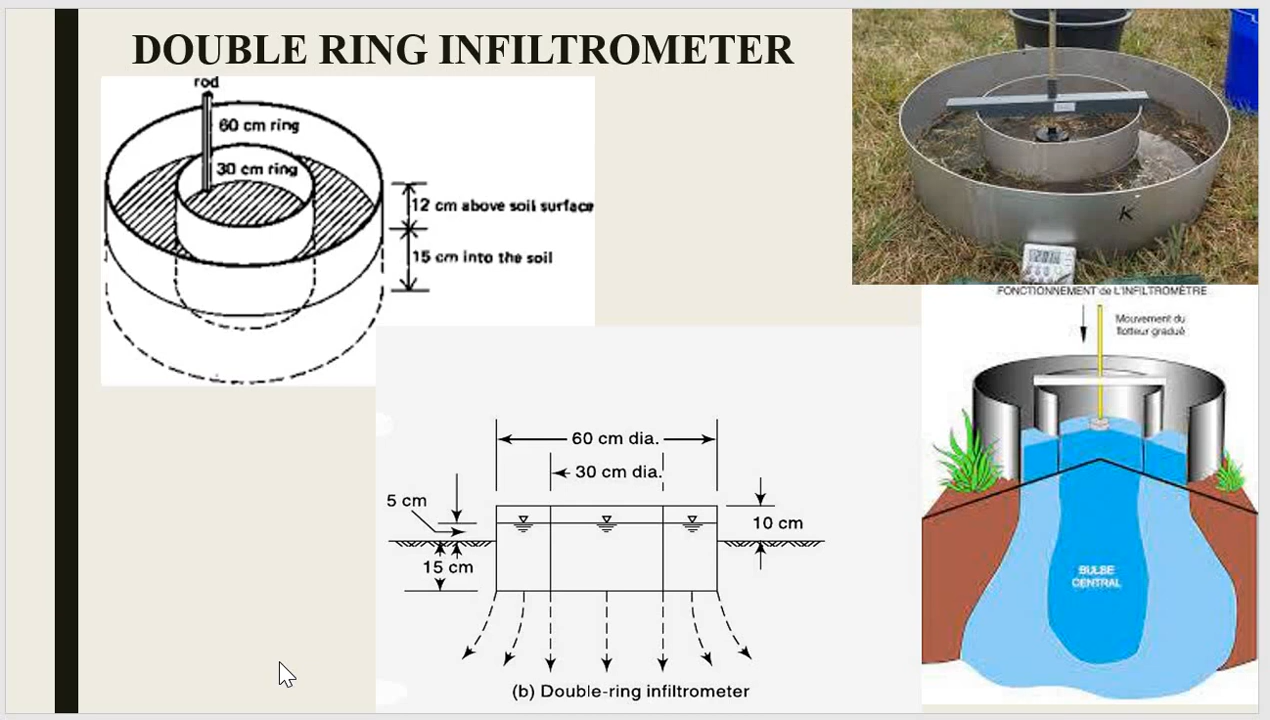 DOUBLE RING INFILTROMETER
rod
60 cm ring
30 cm ring
12 cm above soil surface
15 cm into the soil
K
FONCTIONNEMENT de L'INFILTROMÈTRE
Mouvement du
flotteur gradué
BULBE
CENTRAL
60 cm dia.
30 cm dia.
5 cm
10 cm
15 cm
(b) Double-ring infiltrometer